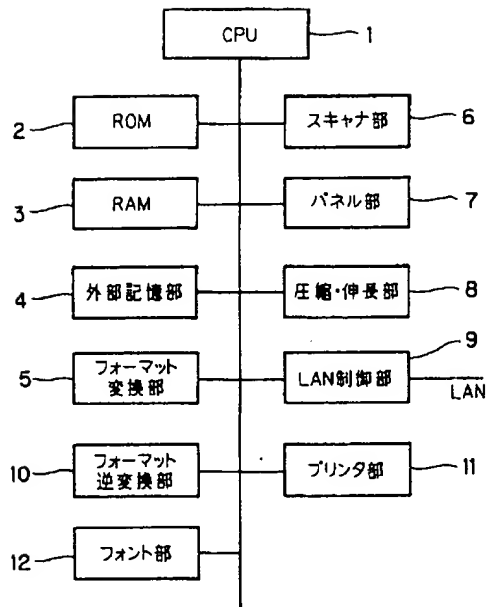 CPU
1
2
ROM
スキャナ部
6
3
RAM
パネル部
7
4
外部記憶部
圧縮・伸長部
8
5
フォーマット
変換部
LAN制御部
9
LAN
10
フォーマット
逆変換部
プリンタ部
11
12
フォント部